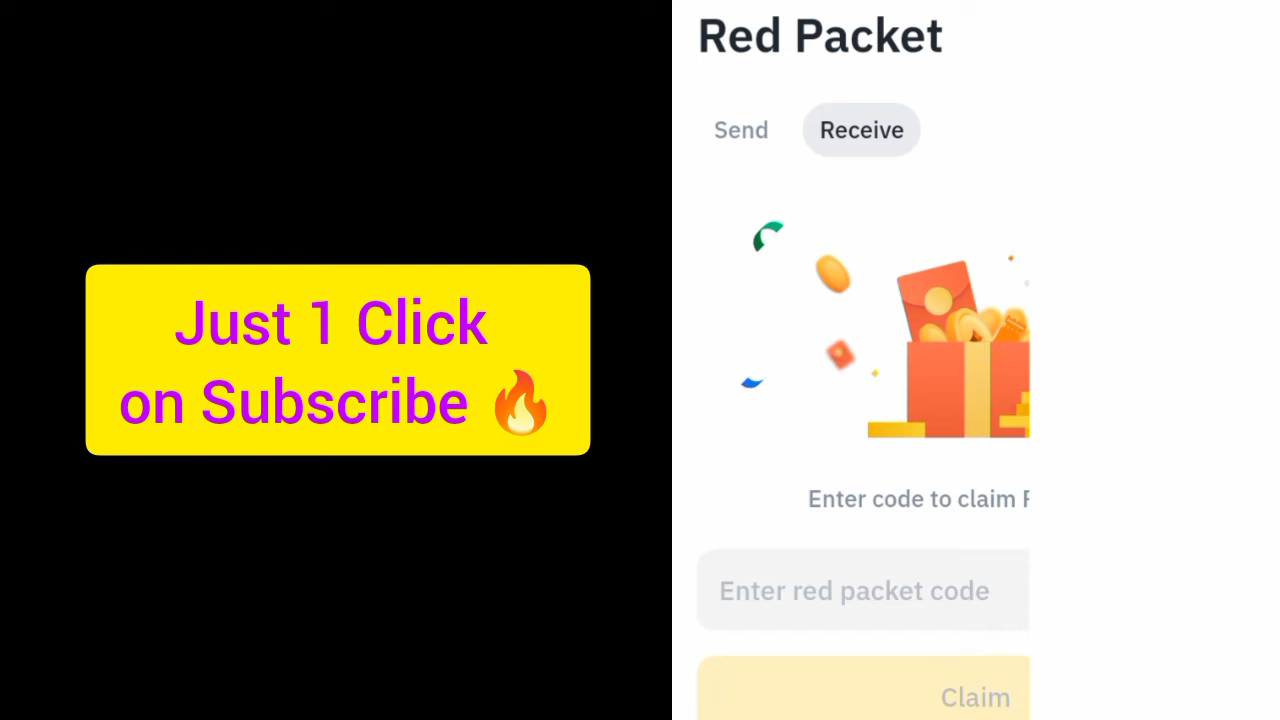 Just 1 Click
on Subscribe 🔥
Red Packet
Send
Receive
Enter code to claim
Enter red packet code
Claim